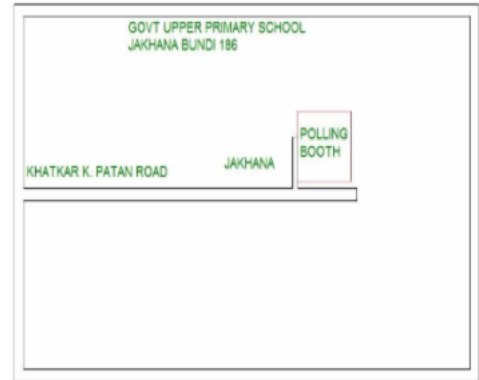 GOVT UPPER PRIMARY SCHOOL
JAKHANA BUNDI 186
POLLING
BOOTH
JAKHANA
KHATKAR K. PATAN ROAD